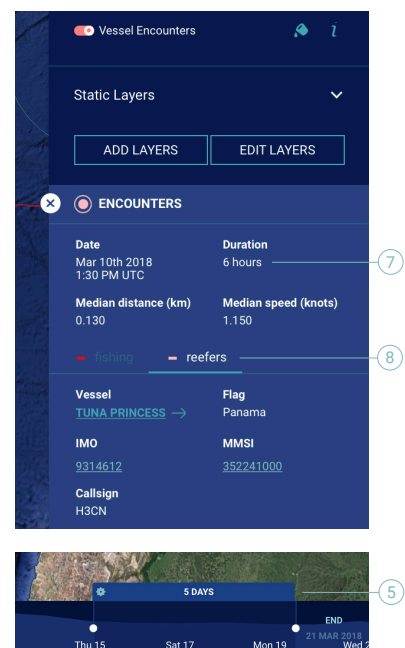 Vessel Encounters i
Static Layers
ADD LAYERS EDIT LAYERS
ENCOUNTERS
Date Duration
Mar 10th 2018 6 hours 7
1:30 PM UTC
Median distance (km) Median speed (knots)
0.130 1.150
fishing reefers 8
Vessel Flag
TUNA PRINCESS → Panama
IMO MMSI
9314612 352241000
Callsign
H3CN
5 DAYS 5
END
21 MAR 2018
Thu 15 Sat 17 Mon 19 Wed 2